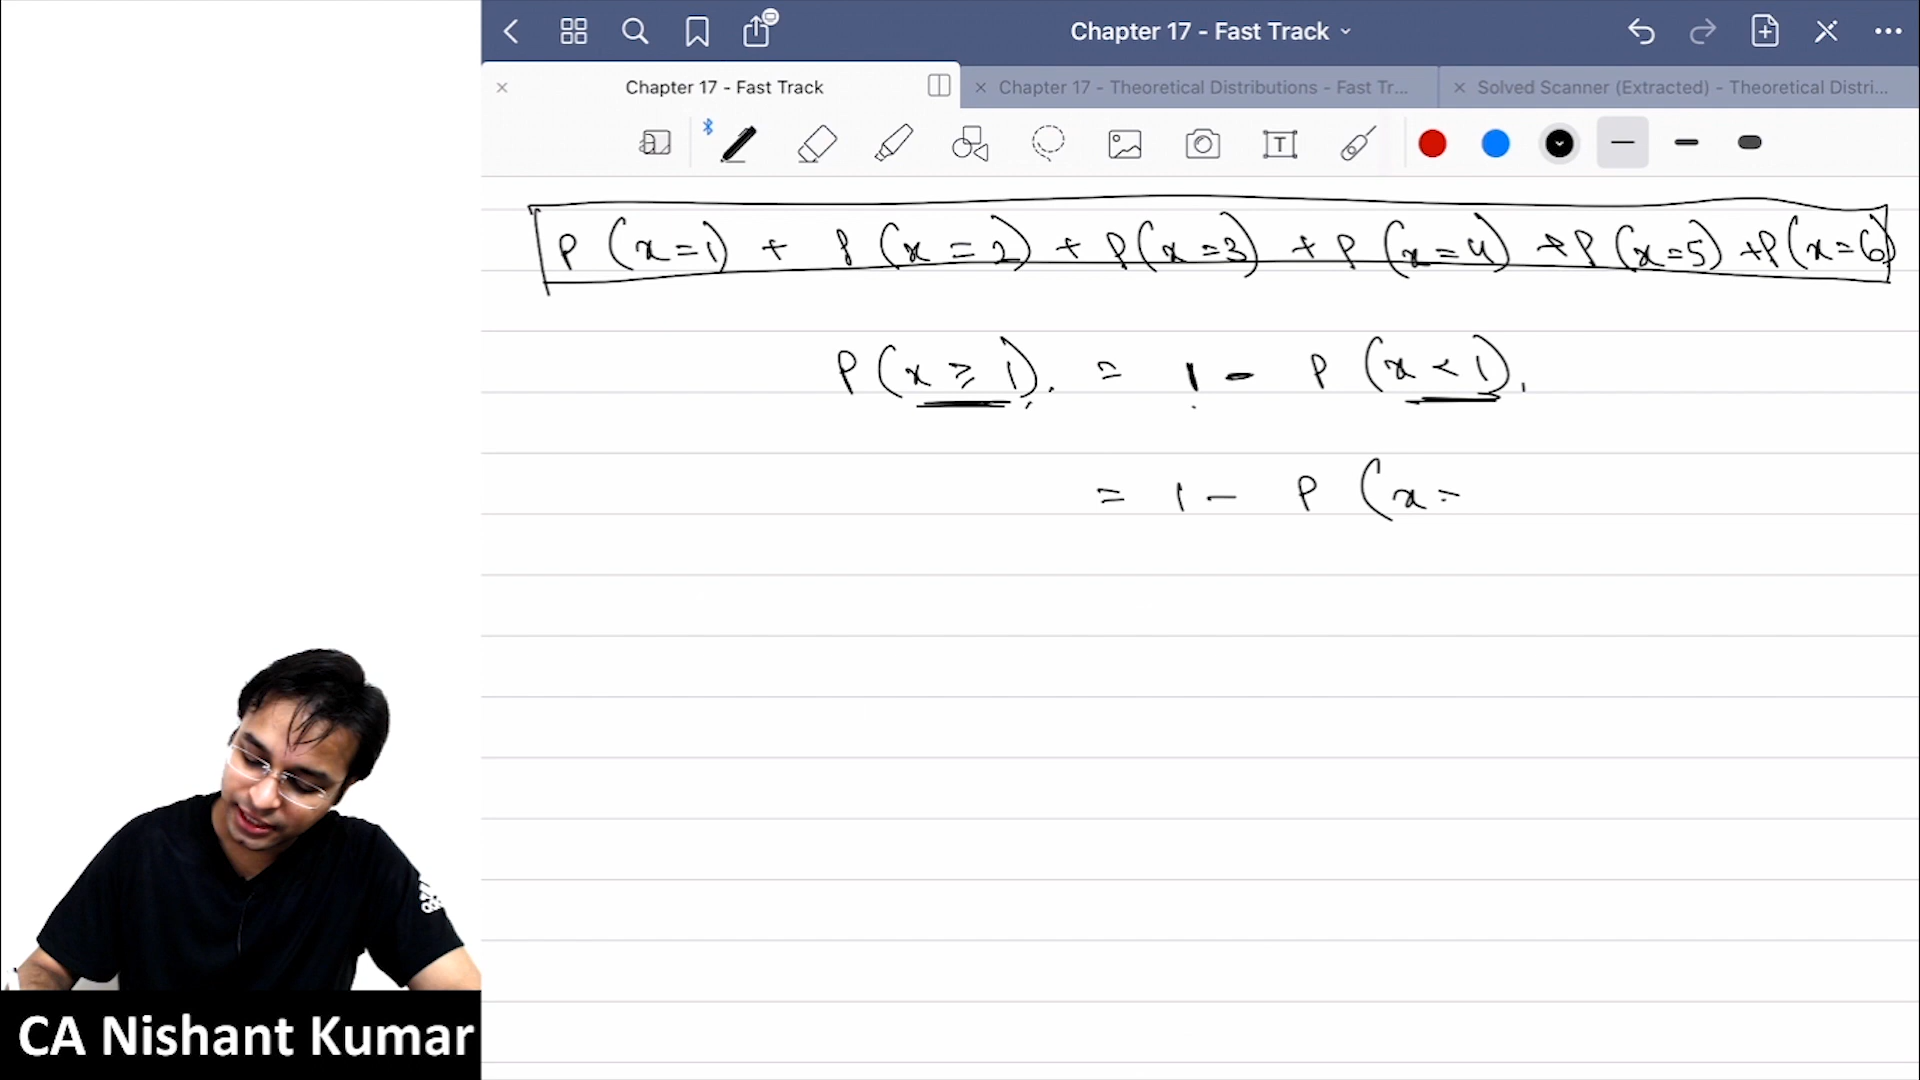 Chapter 17 - Fast Track
Chapter 17 - Fast Track
Chapter 17 - Theoretical Distributions - Fast Tr...
Solved Scanner (Extracted) - Theoretical Distri...
P (x=1) + P (x=2) + P(x=3) + P (x=4) + P (x=5) + P(x=6)
P(x ≥ 1) = 1 - P (x < 1)
= 1 - P (x =
CA Nishant Kumar